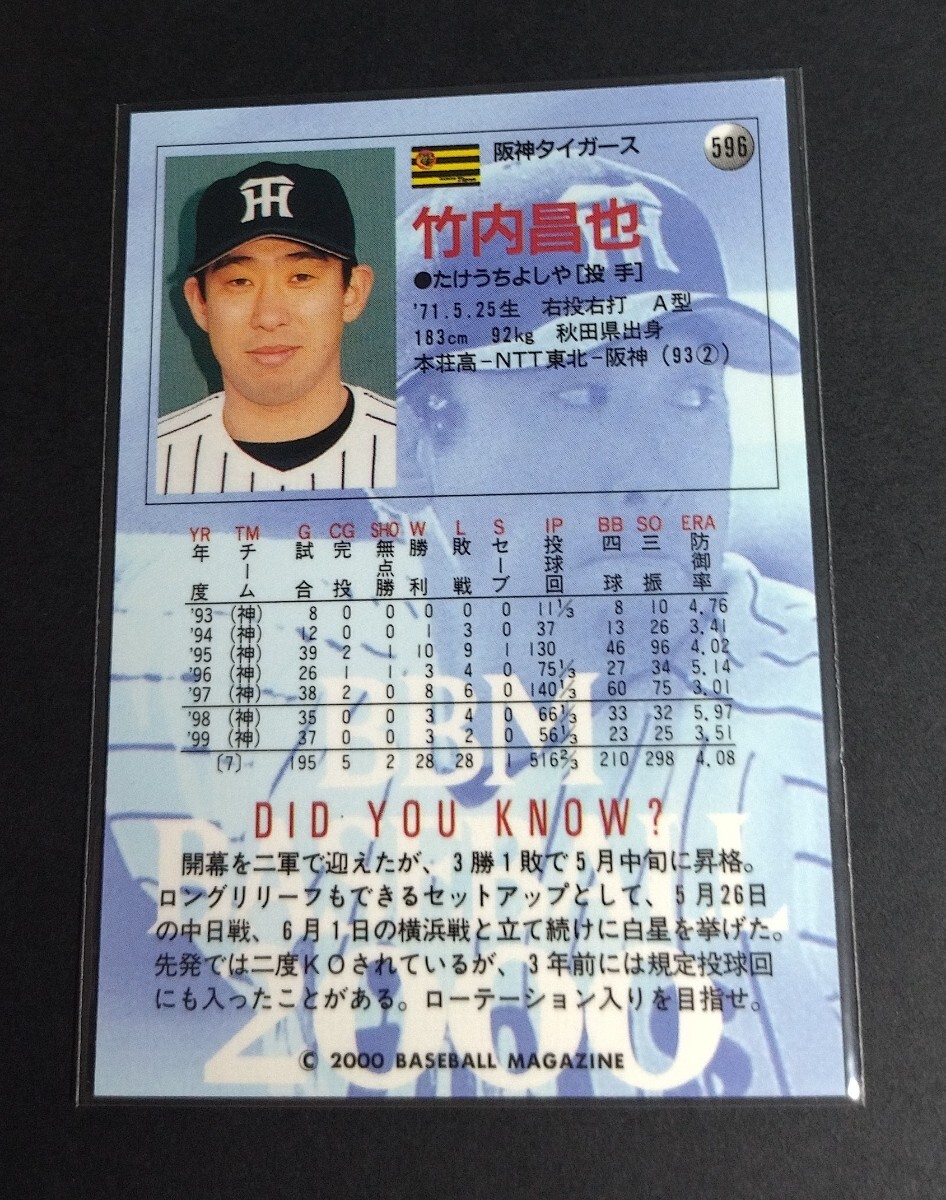 阪神タイガース
596
竹内昌也
●たけうちよしや[投手]
'71.5.25生 右投右打 A型
183cm 92kg 秋田県出身
本荘高-NTT東北-阪神(93②)
YR TM G CG SHO W L S IP BB SO ERA
年度 チーム 試合 完投 無点勝 勝利 敗戦 セーブ 投球回 四球 三振 防御率
'93 (神) 8 0 0 0 0 0 11⅓ 8 10 4.76
'94 (神) 12 0 0 1 3 0 37 13 26 3.41
'95 (神) 39 2 1 10 9 1 130 46 96 4.02
'96 (神) 26 1 1 3 4 0 75⅓ 27 34 5.14
'97 (神) 38 2 0 8 6 0 140⅓ 60 75 3.01
'98 (神) 35 0 0 3 4 0 66⅓ 33 32 5.97
'99 (神) 37 0 0 3 2 0 56⅓ 23 25 3.51
[7] 195 5 2 28 28 1 516⅔ 210 298 4.08
BBM
BASEBALL
2000
DID YOU KNOW?
開幕を二軍で迎えたが、3勝1敗で5月中旬に昇格。
ロングリリーフもできるセットアップとして、5月26日
の中日戦、6月1日の横浜戦と立て続けに白星を挙げた。
先発では二度KOされているが、3年前には規定投球回
にも入ったことがある。ローテーション入りを目指せ。
© 2000 BASEBALL MAGAZINE